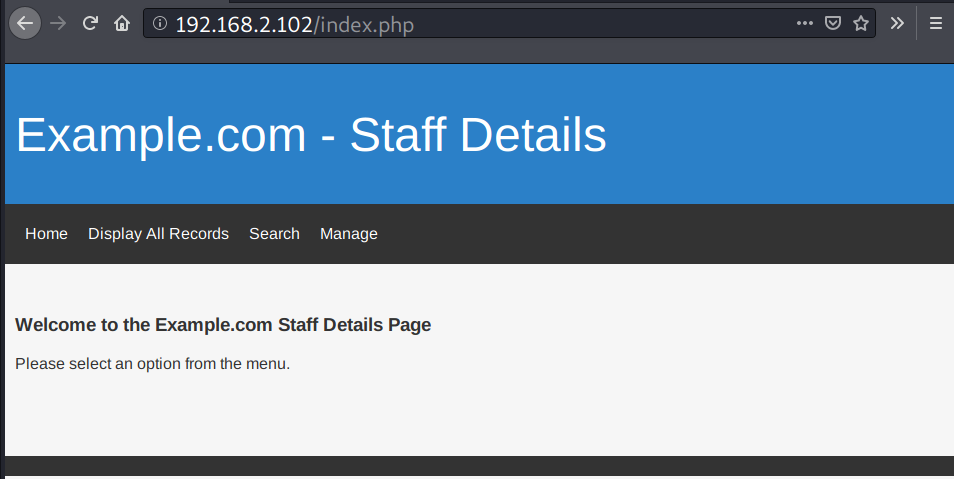 192.168.2.102/index.php
Example.com - Staff Details
Home Display All Records Search Manage
Welcome to the Example.com Staff Details Page
Please select an option from the menu.